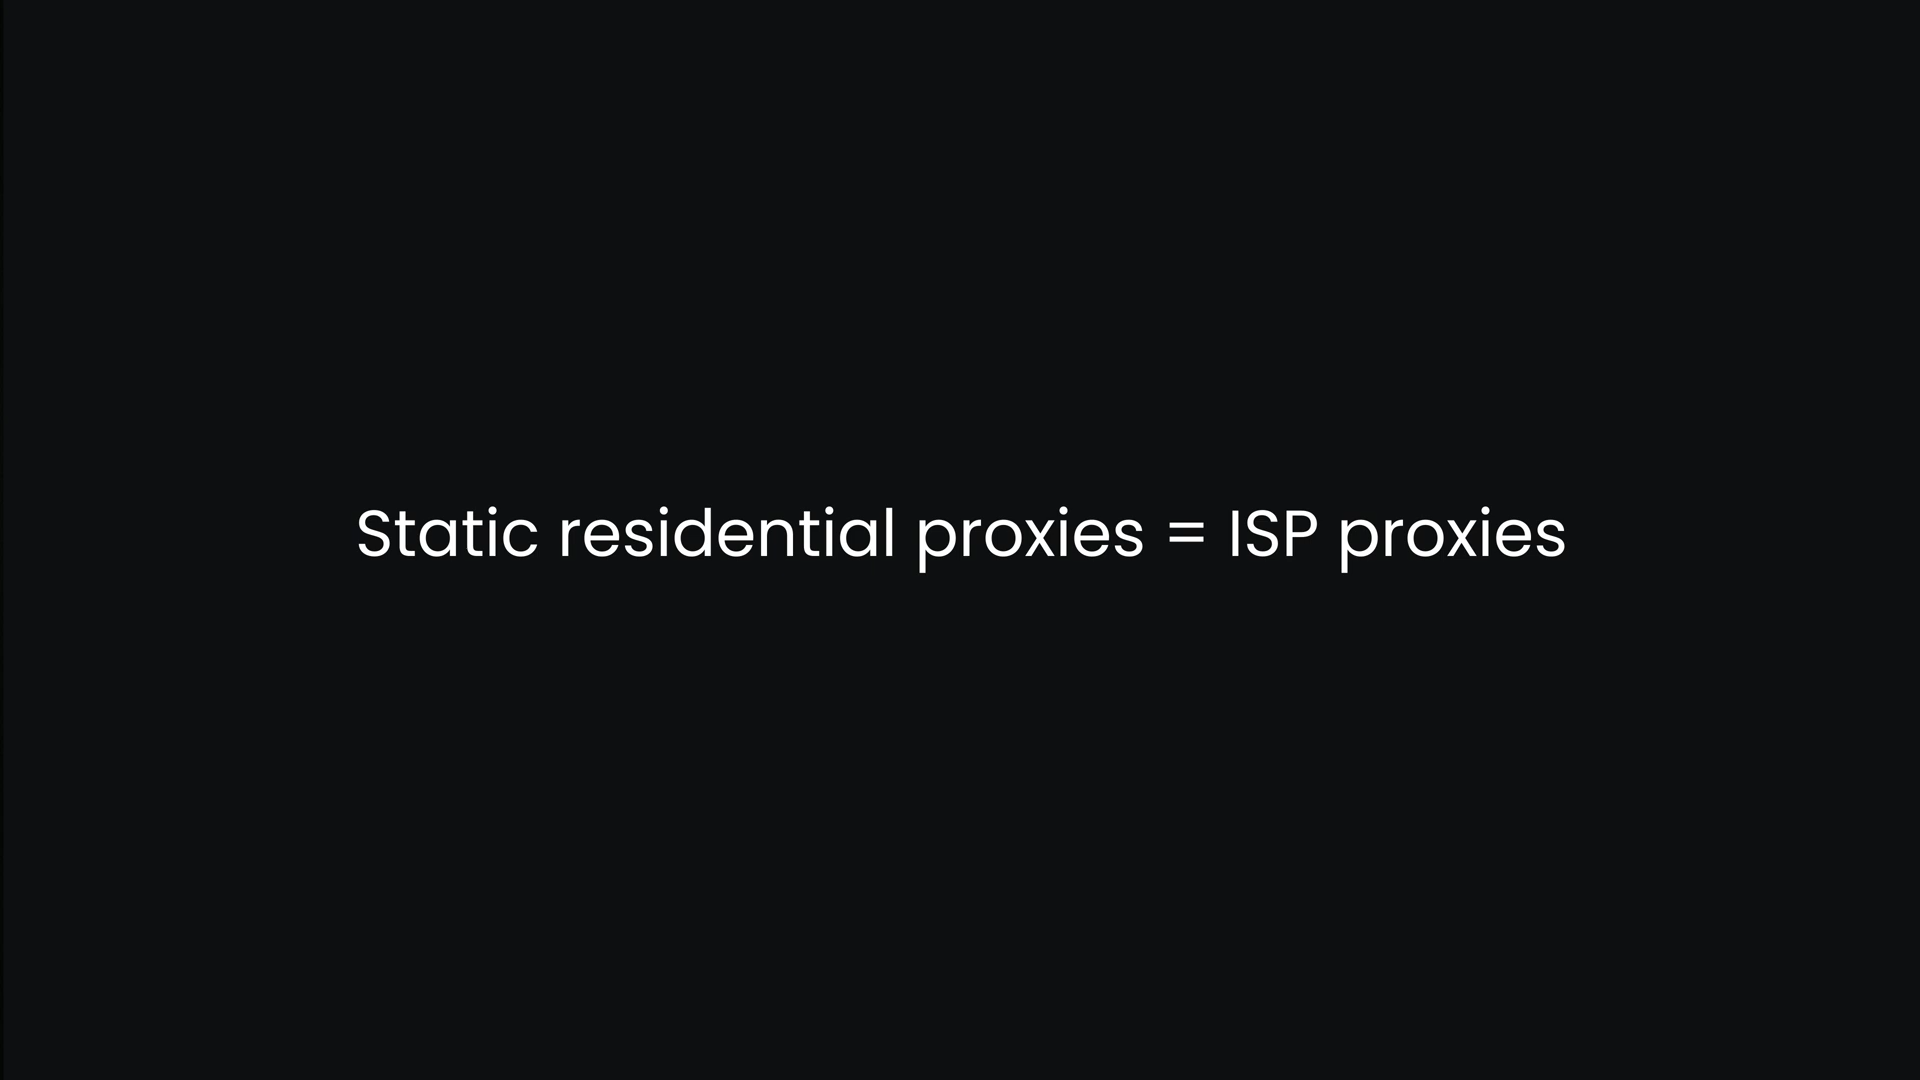 Static residential proxies = ISP proxies